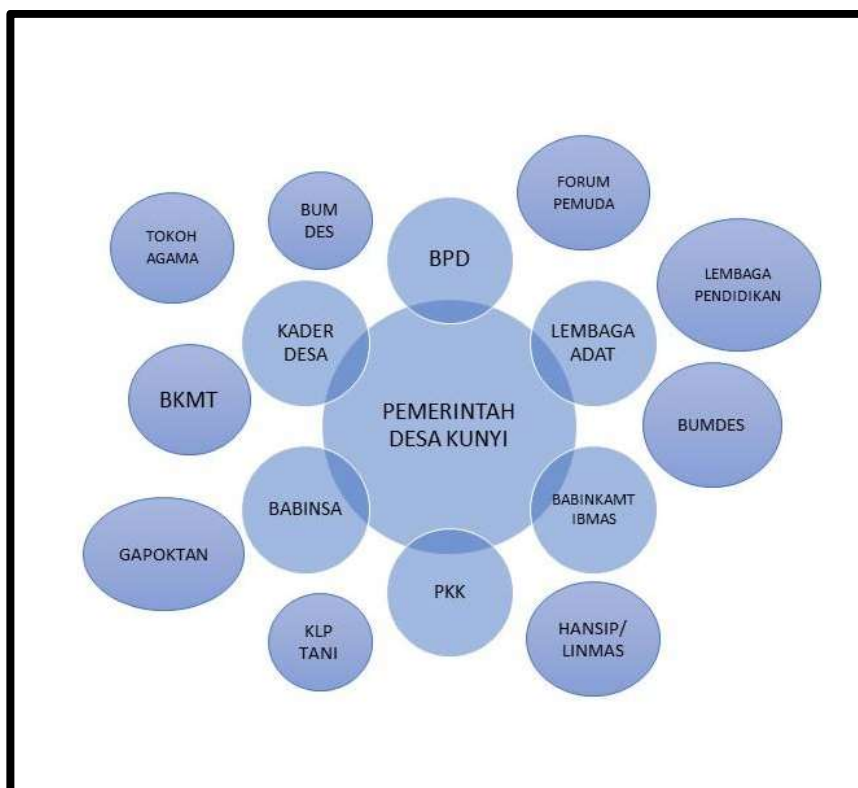 FORUM
PEMUDA
BUM
DES
TOKOH
AGAMA
BPD
LEMBAGA
PENDIDIKAN
KADER
DESA
LEMBAGA
ADAT
BKMT
PEMERINTAH
DESA KUNYI
BUMDES
BABINSA
BABINKAMT
IBMAS
GAPOKTAN
PKK
KLP
TANI
HANSIP/
LINMAS